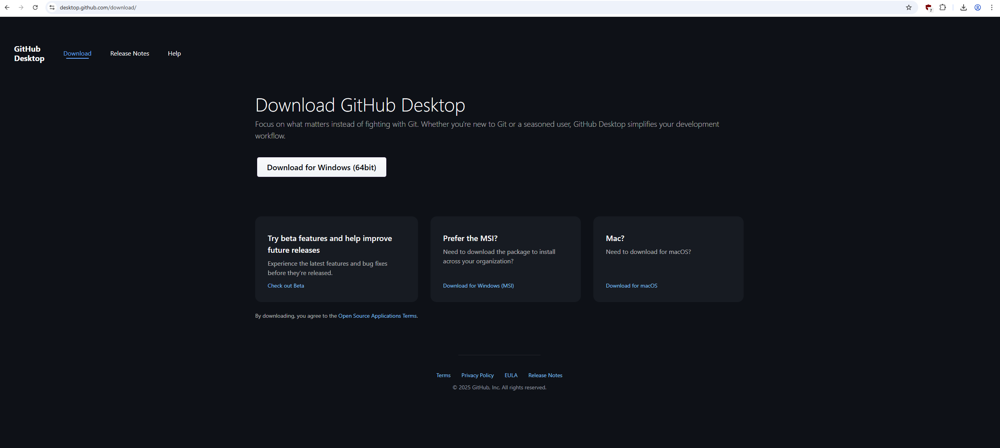 desktop.github.com/download/
7
GitHub
Desktop
Download
Release Notes
Help
Download GitHub Desktop
Focus on what matters instead of fighting with Git. Whether you're new to Git or a seasoned user, GitHub Desktop simplifies your development
workflow.
Download for Windows (64bit)
Try beta features and help improve
future releases
Experience the latest features and bug fixes
before they’re released.
Check out Beta
Prefer the MSI?
Need to download the package to install
across your organization?
Download for Windows (MSI)
Mac?
Need to download for macOS?
Download for macOS
By downloading, you agree to the Open Source Applications Terms.
Terms
Privacy Policy
EULA
Release Notes
© 2025 GitHub, Inc. All rights reserved.